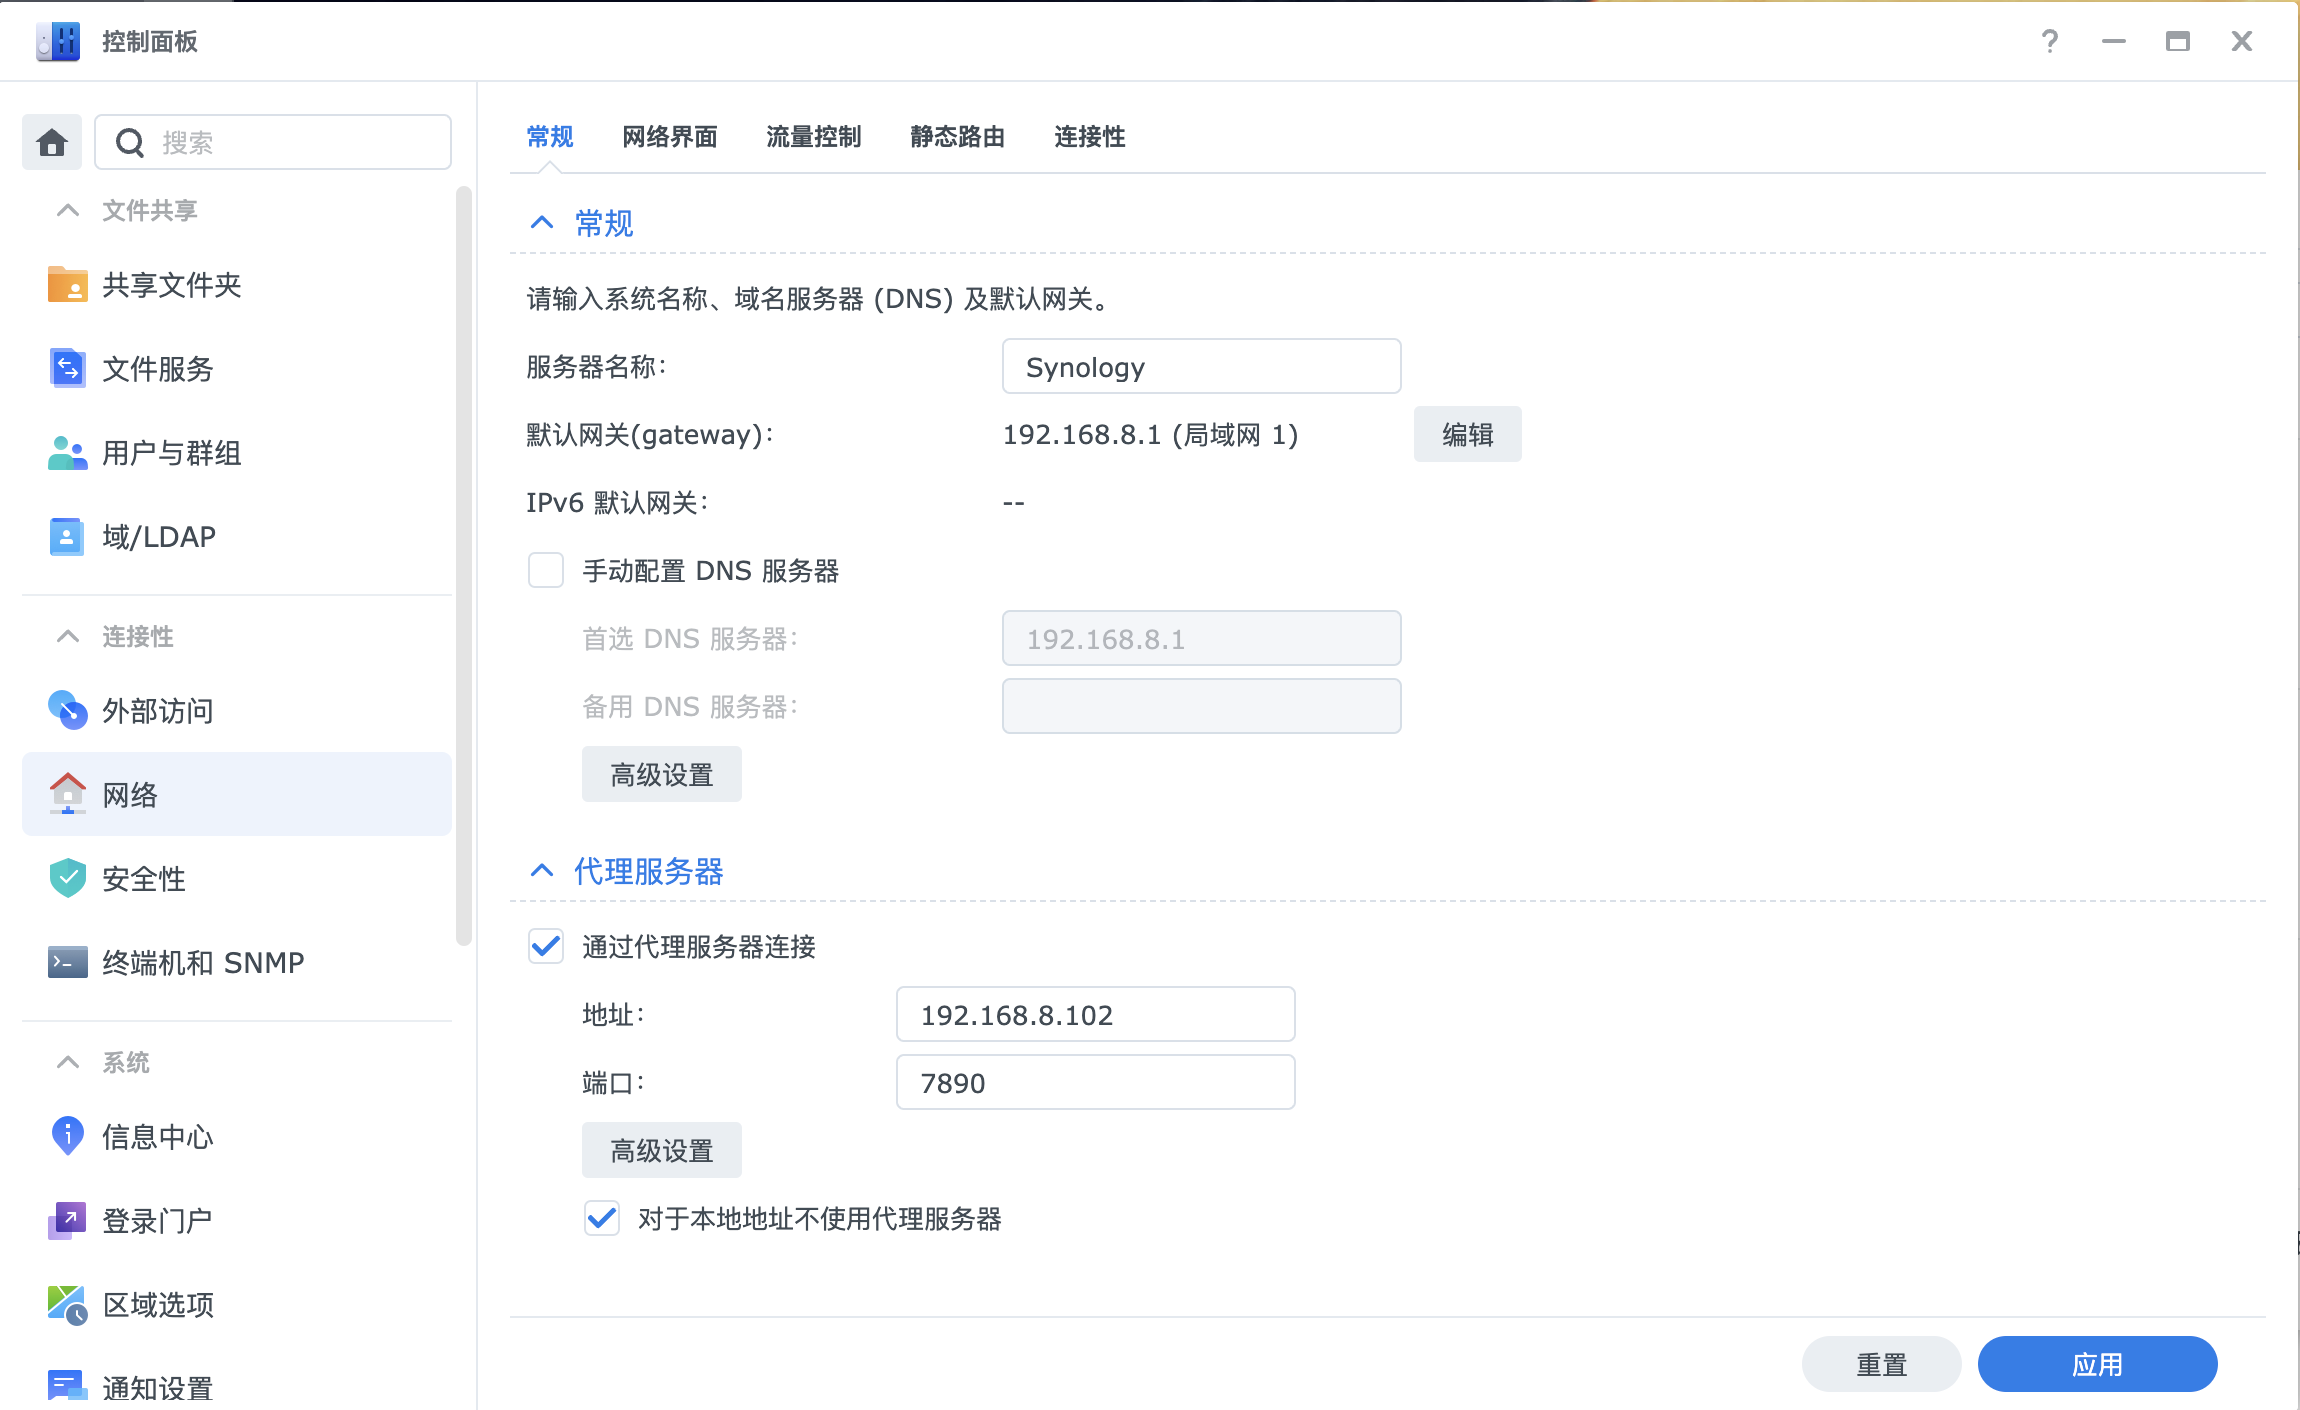 控制面板
搜索
文件共享
共享文件夹
文件服务
用户与群组
域/LDAP
连接性
外部访问
网络
安全性
终端机和 SNMP
系统
信息中心
登录门户
区域选项
通知设置
常规 网络界面 流量控制 静态路由 连接性
常规
请输入系统名称、域名服务器 (DNS) 及默认网关。
服务器名称: Synology
默认网关(gateway): 192.168.8.1 (局域网 1) 编辑
IPv6 默认网关: --
手动配置 DNS 服务器
首选 DNS 服务器: 192.168.8.1
备用 DNS 服务器:
高级设置
代理服务器
通过代理服务器连接
地址: 192.168.8.102
端口: 7890
高级设置
对于本地地址不使用代理服务器
重置 应用